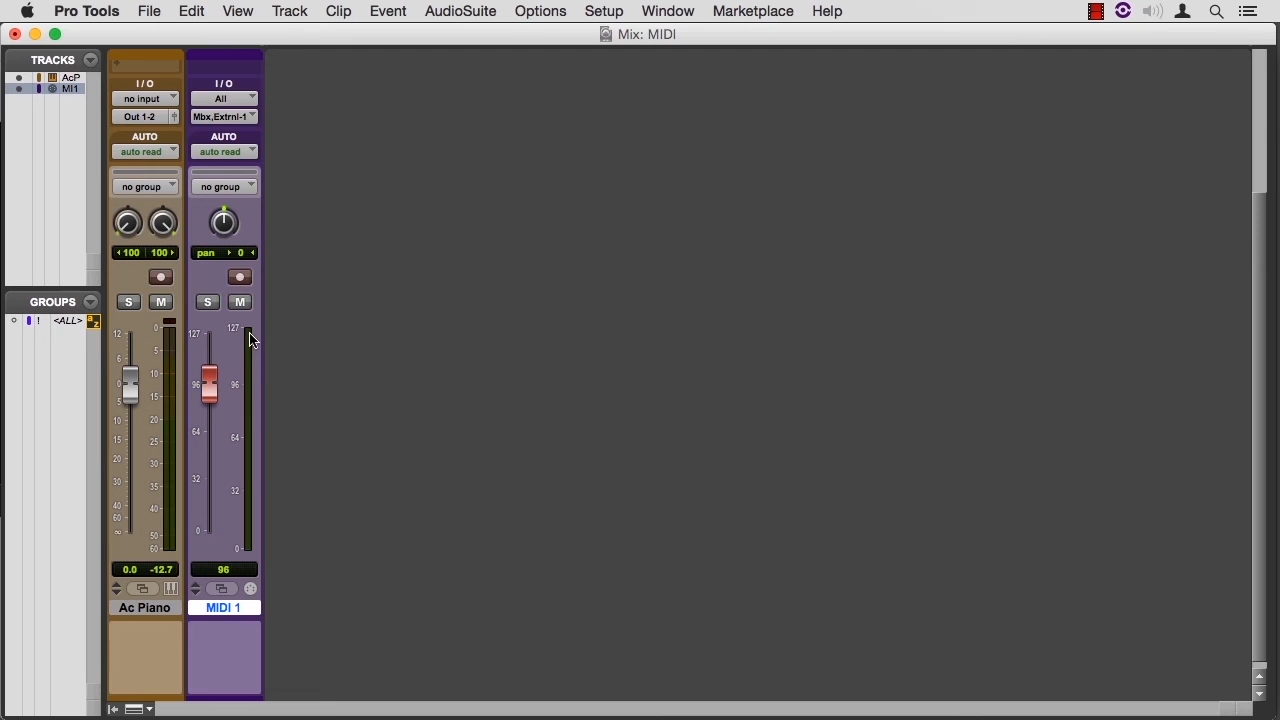 Pro Tools File Edit View Track Clip Event AudioSuite Options Setup Window Marketplace Help
Mix: MIDI
TRACKS
AcP
MI1
GROUPS
! <ALL> a z
I / O
no input
Out 1-2
AUTO
auto read
no group
100 100
S M
12
6
0
5
10
15
20
30
40
60
∞
0
5
10
15
20
25
30
35
40
50
60
0.0 -12.7
Ac Piano
I / O
All
Mbx,Extrnl-1
AUTO
auto read
no group
pan 0
S M
127
96
64
32
0
127
96
64
32
0
96
MIDI 1